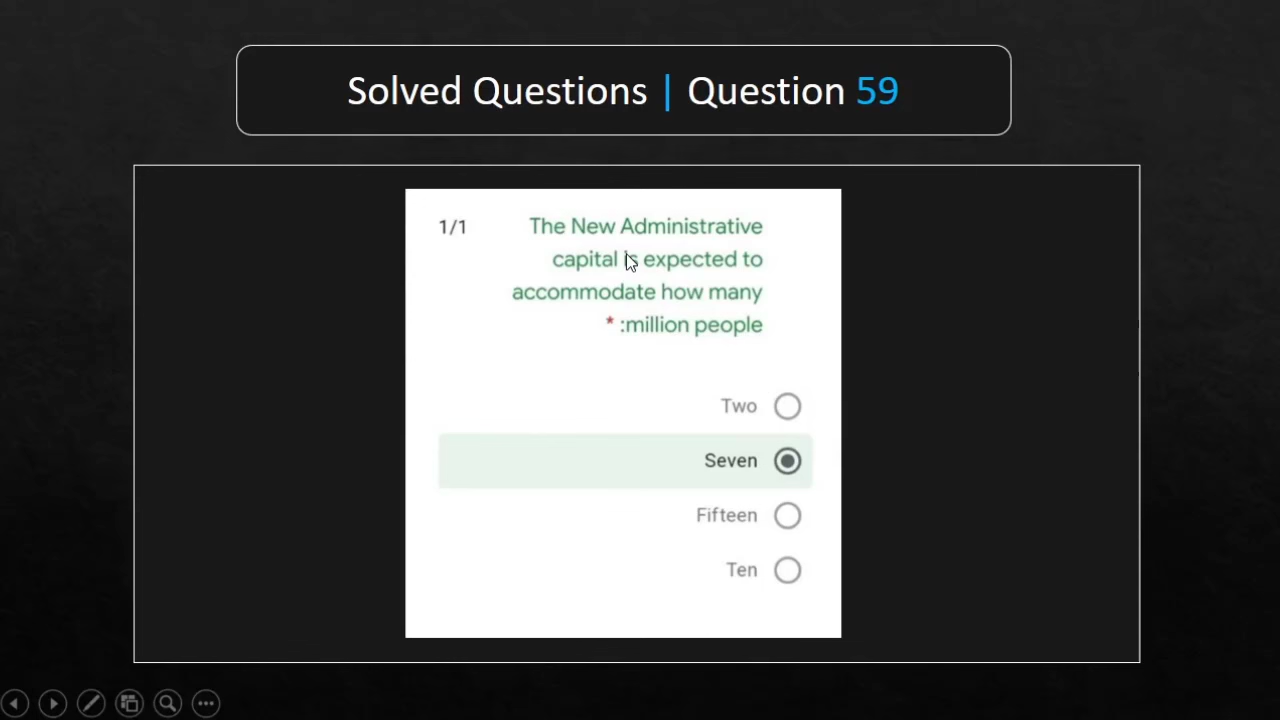 Solved Questions | Question 59
1/1
The New Administrative
capital is expected to
accommodate how many
* :million people
Two
Seven
Fifteen
Ten